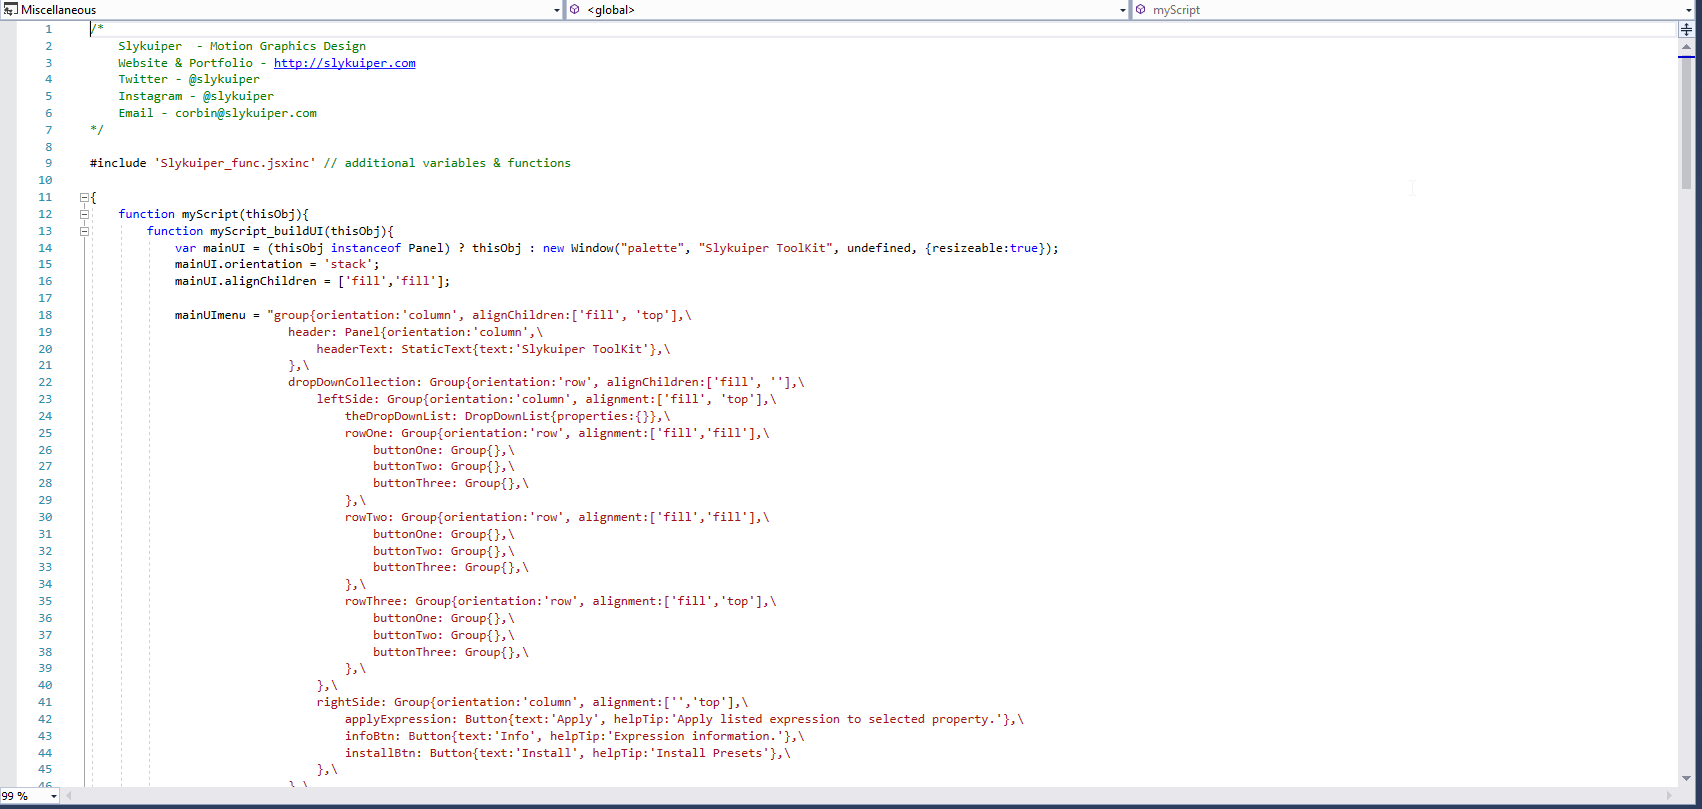 Miscellaneous <global> myScript
1 /*
2 Slykuiper  - Motion Graphics Design
3 Website & Portfolio - http://slykuiper.com
4 Twitter - @slykuiper
5 Instagram - @slykuiper
6 Email - corbin@slykuiper.com
7 */
8
9 #include 'Slykuiper_func.jsxinc' // additional variables & functions
10
11 {
12 function myScript(thisObj){
13 function myScript_buildUI(thisObj){
14 var mainUI = (thisObj instanceof Panel) ? thisObj : new Window("palette", "Slykuiper ToolKit", undefined, {resizeable:true});
15 mainUI.orientation = 'stack';
16 mainUI.alignChildren = ['fill','fill'];
17
18 mainUImenu = "group{orientation:'column', alignChildren:['fill', 'top'],\
19 header: Panel{orientation:'column',\
20 headerText: StaticText{text:'Slykuiper ToolKit'},\
21 },\
22 dropDownCollection: Group{orientation:'row', alignChildren:['fill', ''],\
23 leftSide: Group{orientation:'column', alignment:['fill', 'top'],\
24 theDropDownList: DropDownList{properties:{}},\
25 rowOne: Group{orientation:'row', alignment:['fill','fill'],\
26 buttonOne: Group{},\
27 buttonTwo: Group{},\
28 buttonThree: Group{},\
29 },\
30 rowTwo: Group{orientation:'row', alignment:['fill','fill'],\
31 buttonOne: Group{},\
32 buttonTwo: Group{},\
33 buttonThree: Group{},\
34 },\
35 rowThree: Group{orientation:'row', alignment:['fill','top'],\
36 buttonOne: Group{},\
37 buttonTwo: Group{},\
38 buttonThree: Group{},\
39 },\
40 },\
41 rightSide: Group{orientation:'column', alignment:['','top'],\
42 applyExpression: Button{text:'Apply', helpTip:'Apply listed expression to selected property.'},\
43 infoBtn: Button{text:'Info', helpTip:'Expression information.'},\
44 installBtn: Button{text:'Install', helpTip:'Install Presets'},\
45 },\
46 },\
99 %